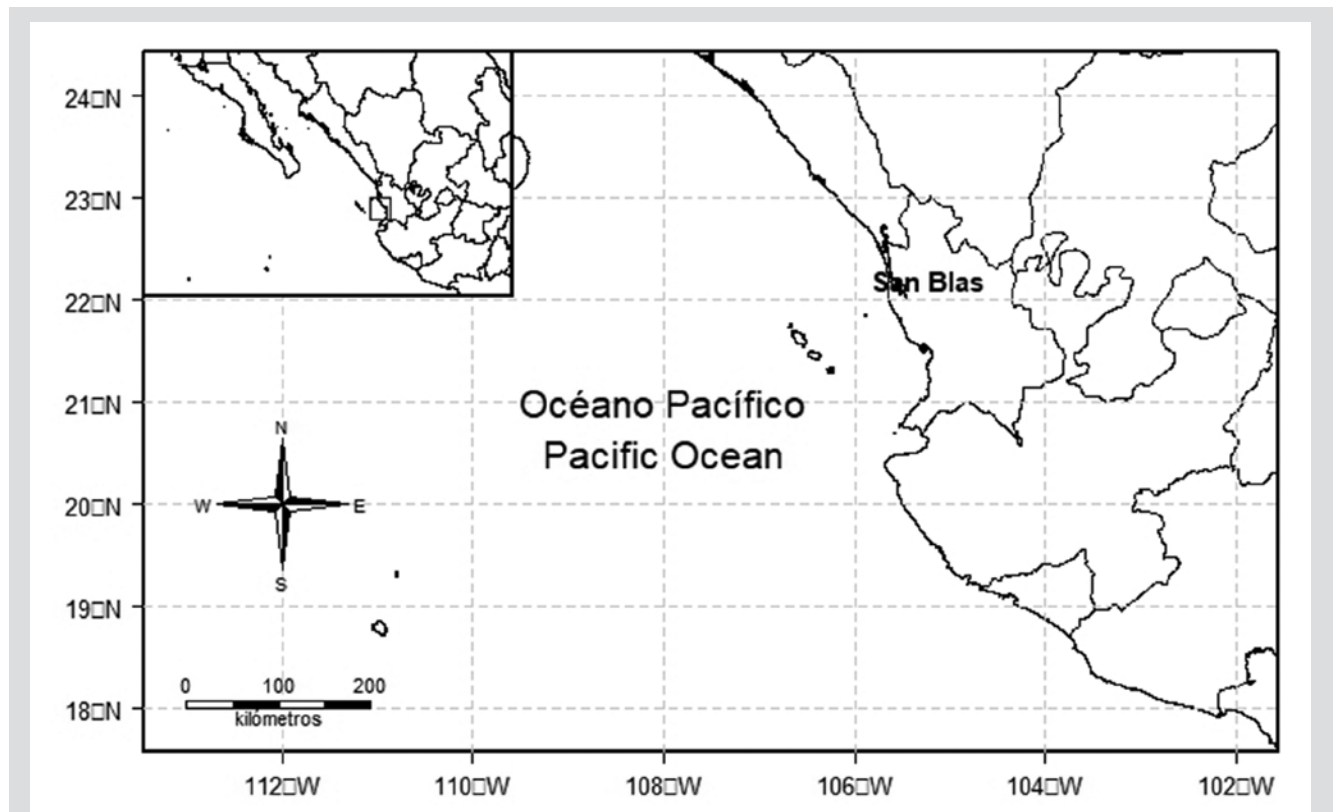 24□N
23□N
22□N
21□N
20□N
19□N
18□N
San Blas
Océano Pacífico
Pacific Ocean
N
W
E
S
0 100 200
kilómetros
112□W 110□W 108□W 106□W 104□W 102□W